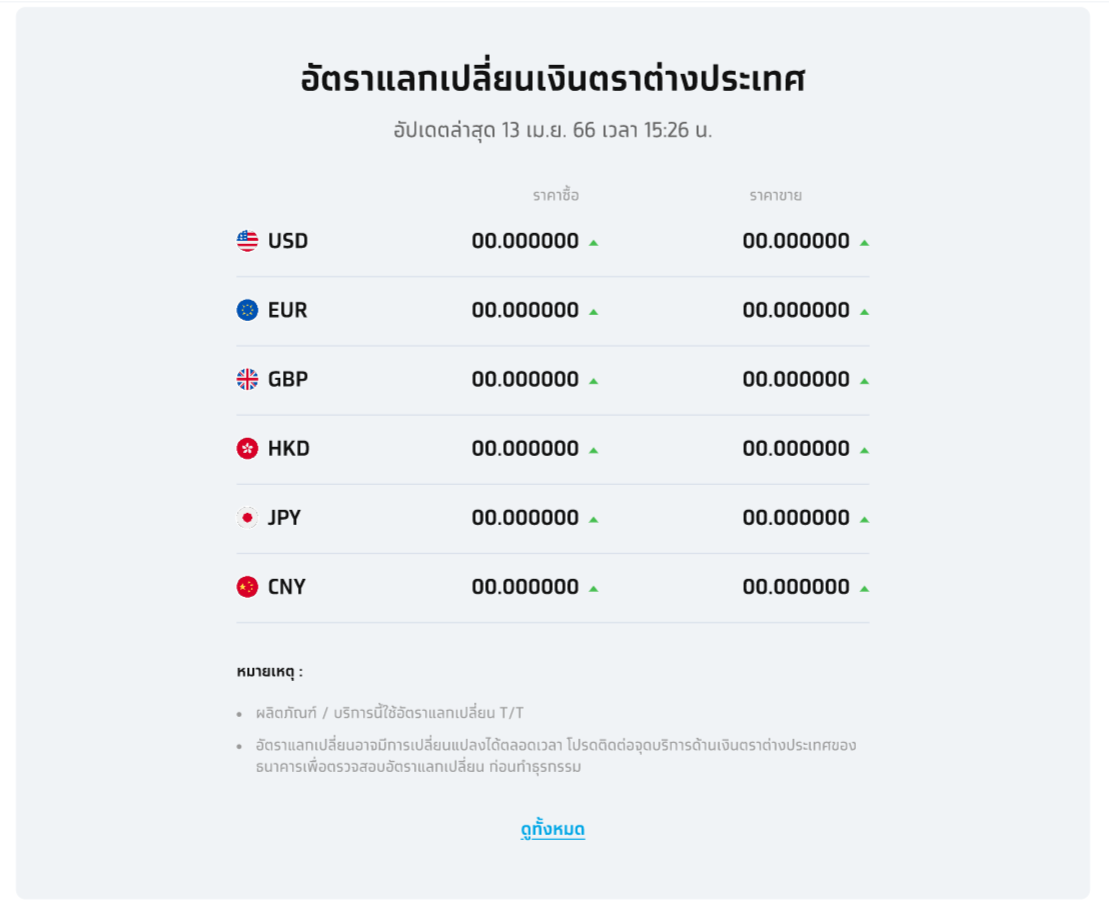 อัตราแลกเปลี่ยนเงินตราต่างประเทศ
อัปเดตล่าสุด 13 เม.ย. 66 เวลา 15:26 น.
ราคาซื้อ ราคาขาย
USD 00.000000 00.000000
EUR 00.000000 00.000000
GBP 00.000000 00.000000
HKD 00.000000 00.000000
JPY 00.000000 00.000000
CNY 00.000000 00.000000
หมายเหตุ :
• ผลิตภัณฑ์ / บริการนี้ใช้อัตราแลกเปลี่ยน T/T
• อัตราแลกเปลี่ยนอาจมีการเปลี่ยนแปลงได้ตลอดเวลา โปรดติดต่อจุดบริการด้านเงินตราต่างประเทศของ
ธนาคารเพื่อตรวจสอบอัตราแลกเปลี่ยน ก่อนทำธุรกรรม
ดูทั้งหมด